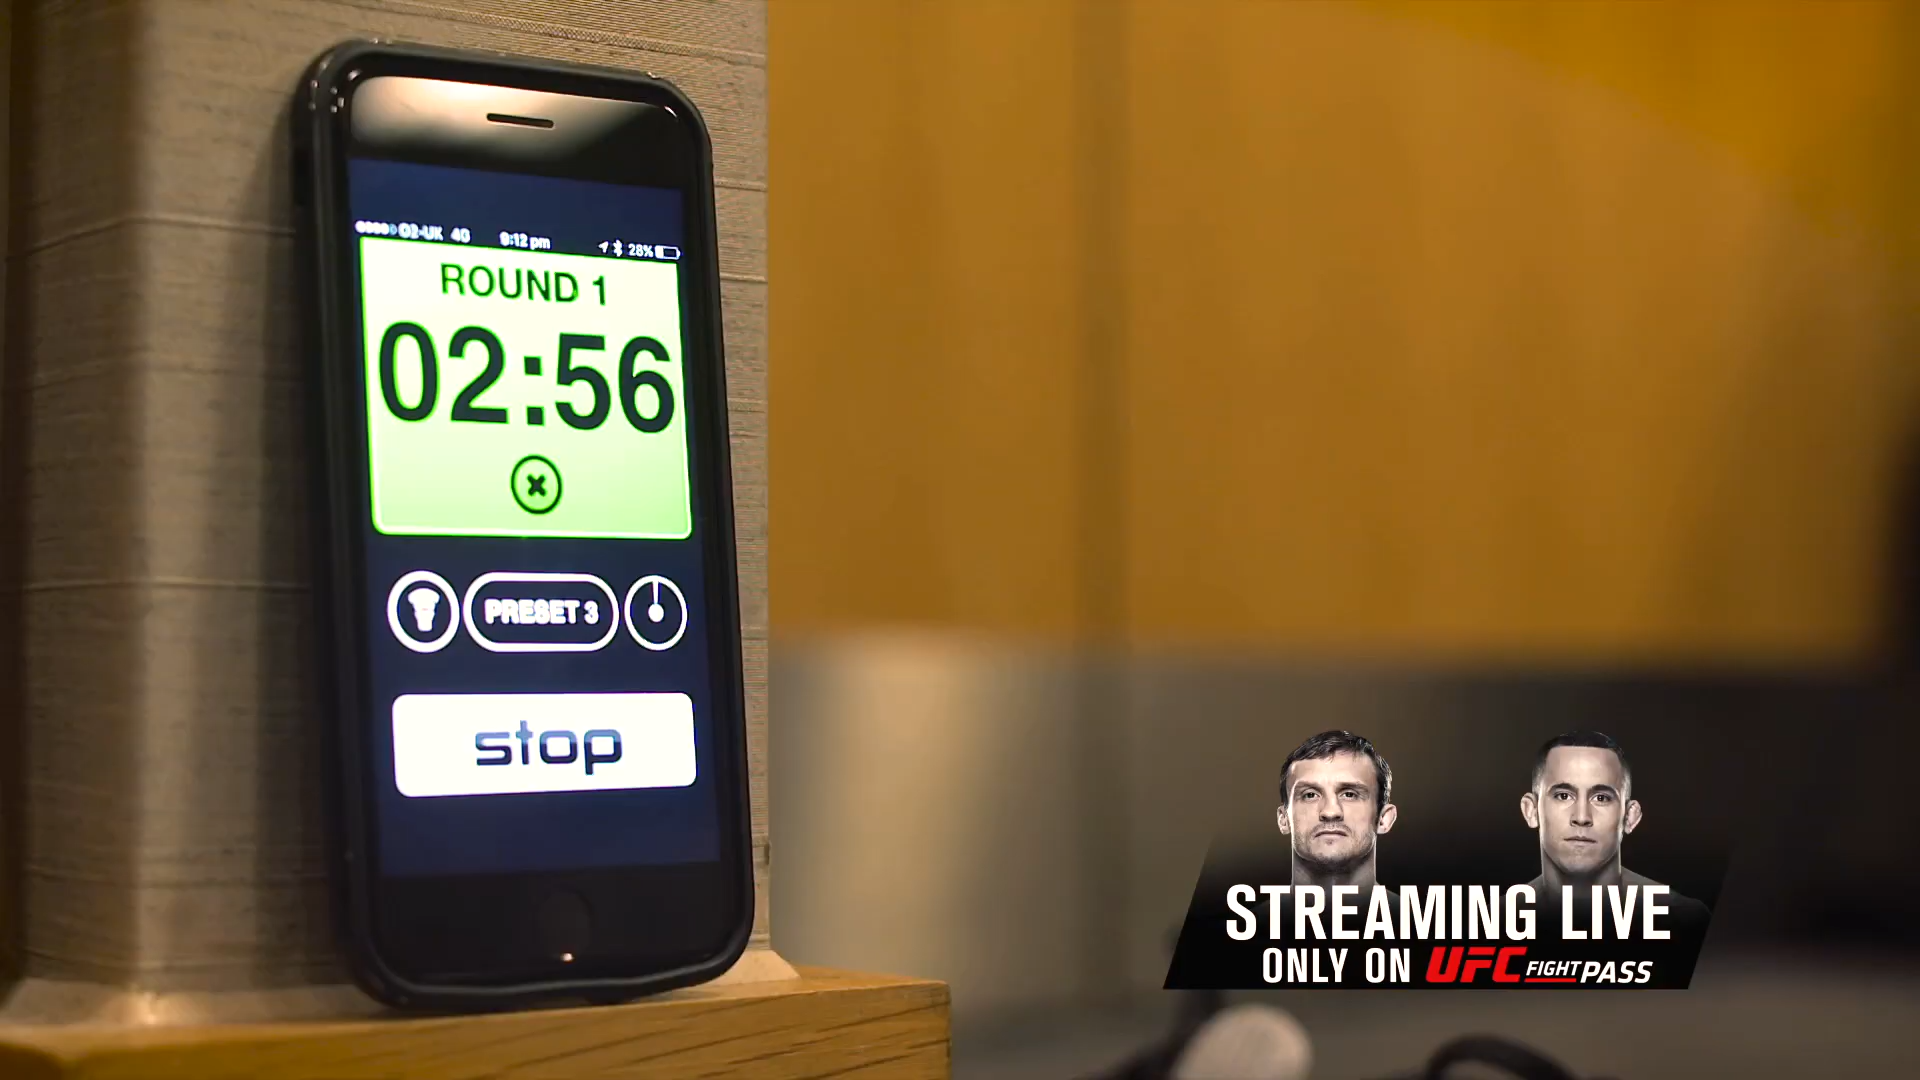 O2-UK 4G 9:12 pm 28%
ROUND 1
02:56
PRESET 3
stop
STREAMING LIVE
ONLY ON UFC FIGHT PASS